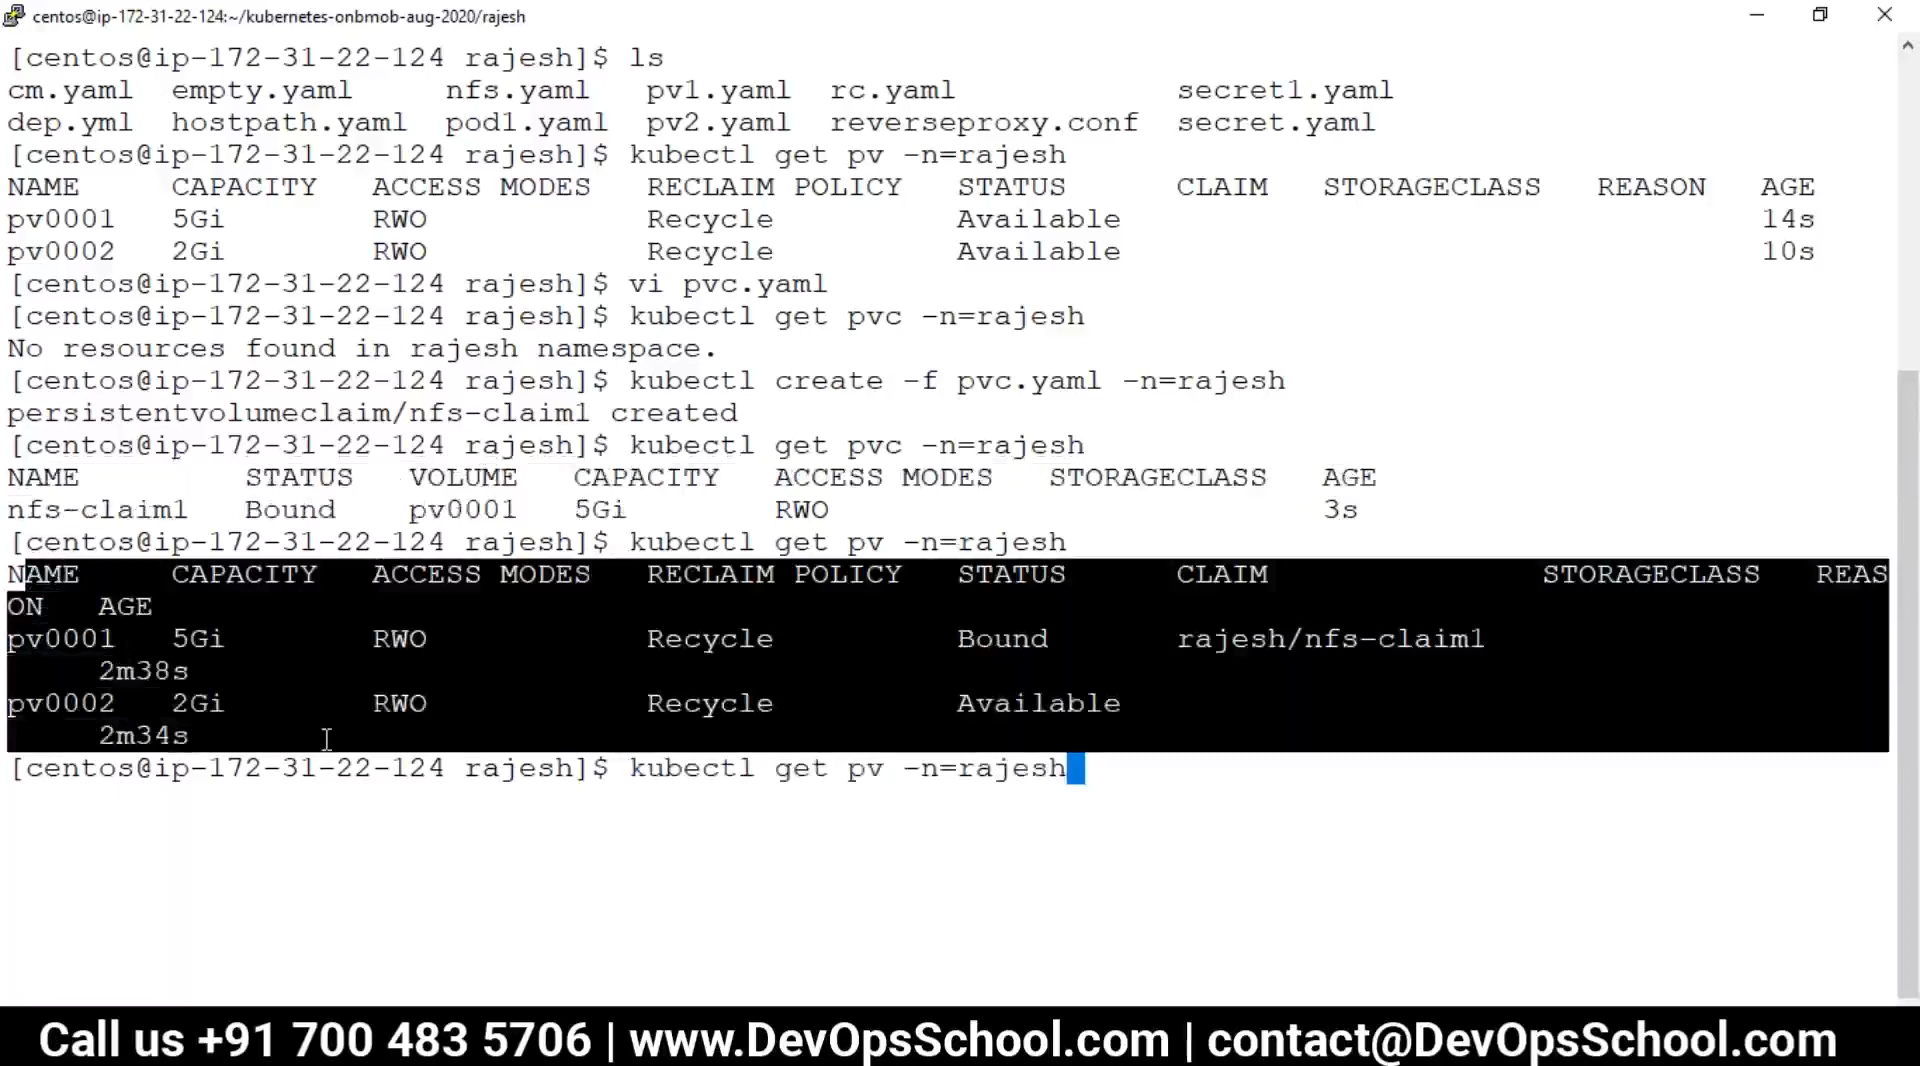 centos@ip-172-31-22-124:~/kubernetes-onbmob-aug-2020/rajesh
[centos@ip-172-31-22-124 rajesh]$ ls
cm.yaml empty.yaml nfs.yaml pv1.yaml rc.yaml secret1.yaml
dep.yml hostpath.yaml pod1.yaml pv2.yaml reverseproxy.conf secret.yaml
[centos@ip-172-31-22-124 rajesh]$ kubectl get pv -n=rajesh
NAME CAPACITY ACCESS MODES RECLAIM POLICY STATUS CLAIM STORAGECLASS REASON AGE
pv0001 5Gi RWO Recycle Available 14s
pv0002 2Gi RWO Recycle Available 10s
[centos@ip-172-31-22-124 rajesh]$ vi pvc.yaml
[centos@ip-172-31-22-124 rajesh]$ kubectl get pvc -n=rajesh
No resources found in rajesh namespace.
[centos@ip-172-31-22-124 rajesh]$ kubectl create -f pvc.yaml -n=rajesh
persistentvolumeclaim/nfs-claim1 created
[centos@ip-172-31-22-124 rajesh]$ kubectl get pvc -n=rajesh
NAME STATUS VOLUME CAPACITY ACCESS MODES STORAGECLASS AGE
nfs-claim1 Bound pv0001 5Gi RWO 3s
[centos@ip-172-31-22-124 rajesh]$ kubectl get pv -n=rajesh
NAME CAPACITY ACCESS MODES RECLAIM POLICY STATUS CLAIM STORAGECLASS REAS
ON AGE
pv0001 5Gi RWO Recycle Bound rajesh/nfs-claim1
2m38s
pv0002 2Gi RWO Recycle Available
2m34s
[centos@ip-172-31-22-124 rajesh]$ kubectl get pv -n=rajesh
Call us +91 700 483 5706 | www.DevOpsSchool.com | contact@DevOpsSchool.com